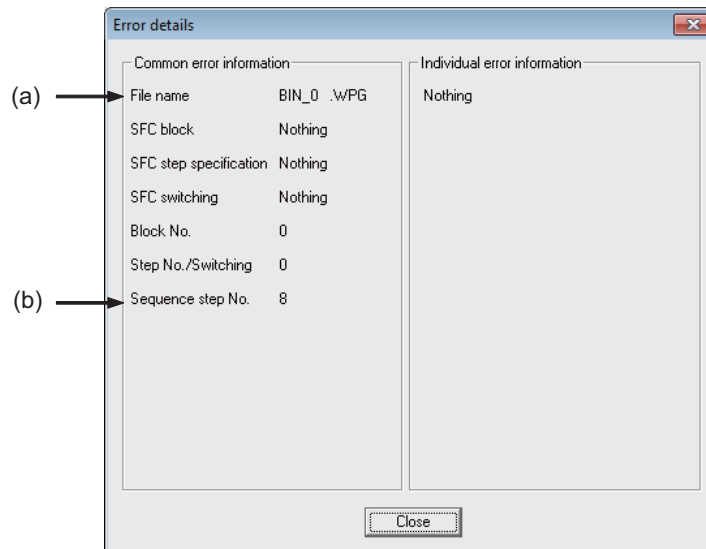 Error details
Common error information
(a)
File name BIN_0 .WPG
SFC block Nothing
SFC step specification Nothing
SFC switching Nothing
Block No. 0
Step No./Switching 0
(b)
Sequence step No. 8
Individual error information
Nothing
Close